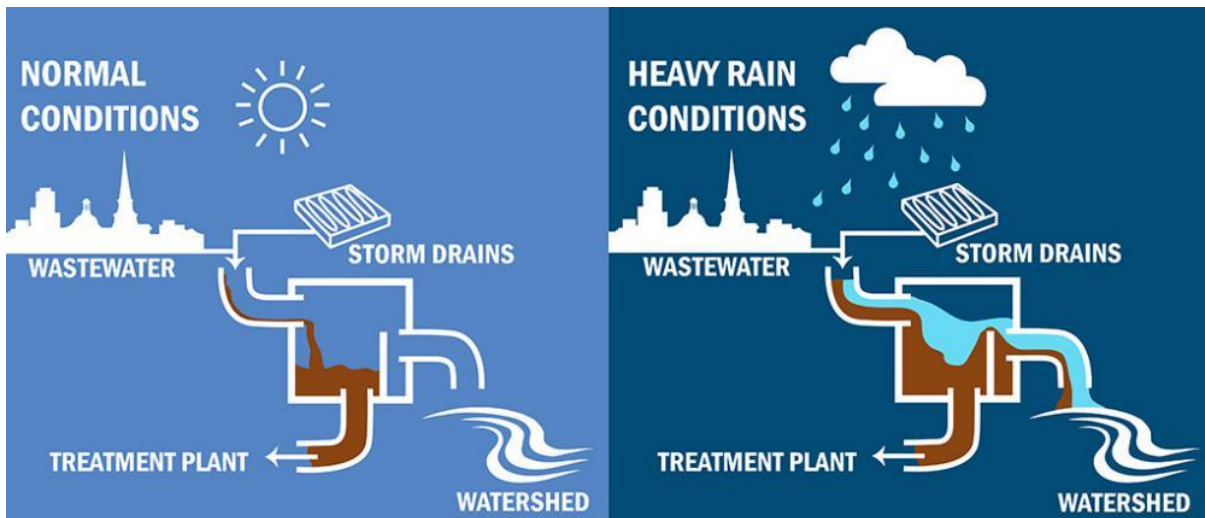 NORMAL
CONDITIONS
WASTEWATER
STORM DRAINS
TREATMENT PLANT
WATERSHED
HEAVY RAIN
CONDITIONS
WASTEWATER
STORM DRAINS
TREATMENT PLANT
WATERSHED